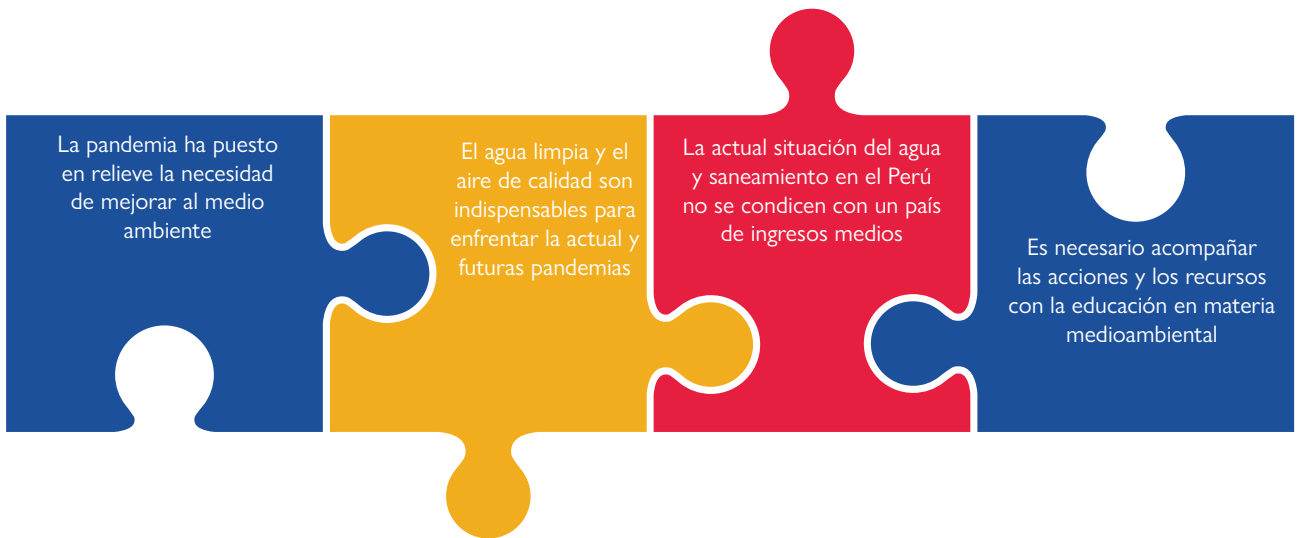 La pandemia ha puesto
en relieve la necesidad
de mejorar al medio
ambiente
El agua limpia y el
aire de calidad son
indispensables para
enfrentar la actual y
futuras pandemias
La actual situación del agua
y saneamiento en el Perú
no se condicen con un país
de ingresos medios
Es necesario acompañar
las acciones y los recursos
con la educación en materia
medioambiental